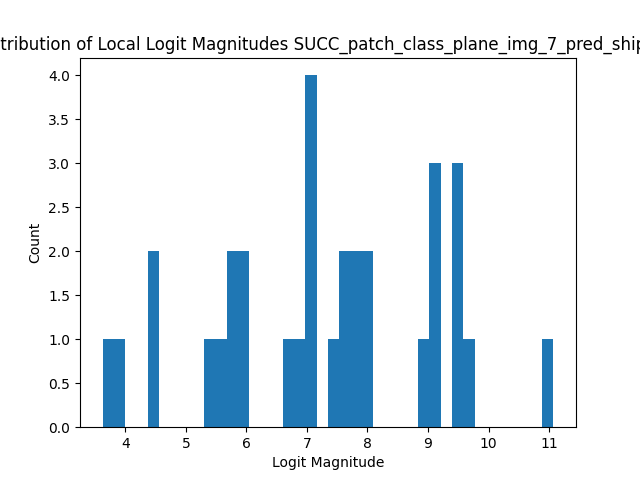 tribution of Local Logit Magnitudes SUCC_patch_class_plane_img_7_pred_ship
4.0
3.5
3.0
2.5
2.0
1.5
1.0
0.5
0.0
Count
4 5 6 7 8 9 10 11
Logit Magnitude